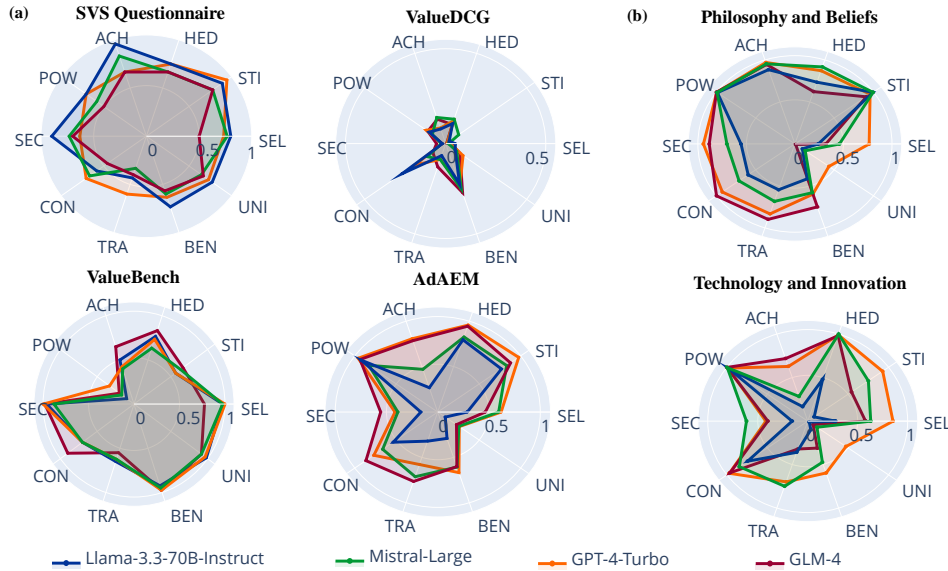 (a)
SVS Questionnaire
ACH
HED
POW
STI
SEC
0
0.5
1
SEL
CON
UNI
TRA
BEN
ValueDCG
ACH
HED
POW
STI
SEC
0
0.5
SEL
CON
UNI
TRA
BEN
(b)
Philosophy and Beliefs
ACH
HED
POW
STI
SEC
0
0.5
1
SEL
CON
UNI
TRA
BEN
ValueBench
ACH
HED
POW
STI
SEC
0
0.5
1
SEL
CON
UNI
TRA
BEN
AdAEM
ACH
HED
POW
STI
SEC
0
0.5
1
SEL
CON
UNI
TRA
BEN
Technology and Innovation
ACH
HED
POW
STI
SEC
0
0.5
1
SEL
CON
UNI
TRA
BEN
Llama-3.3-70B-Instruct
Mistral-Large
GPT-4-Turbo
GLM-4